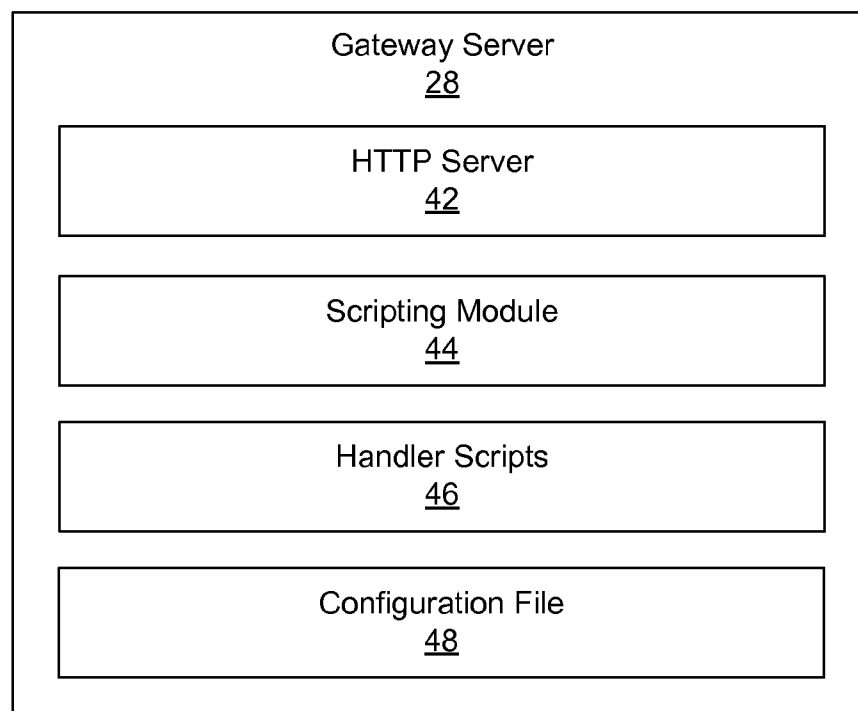 Gateway Server
28
HTTP Server
42
Scripting Module
44
Handler Scripts
46
Configuration File
48